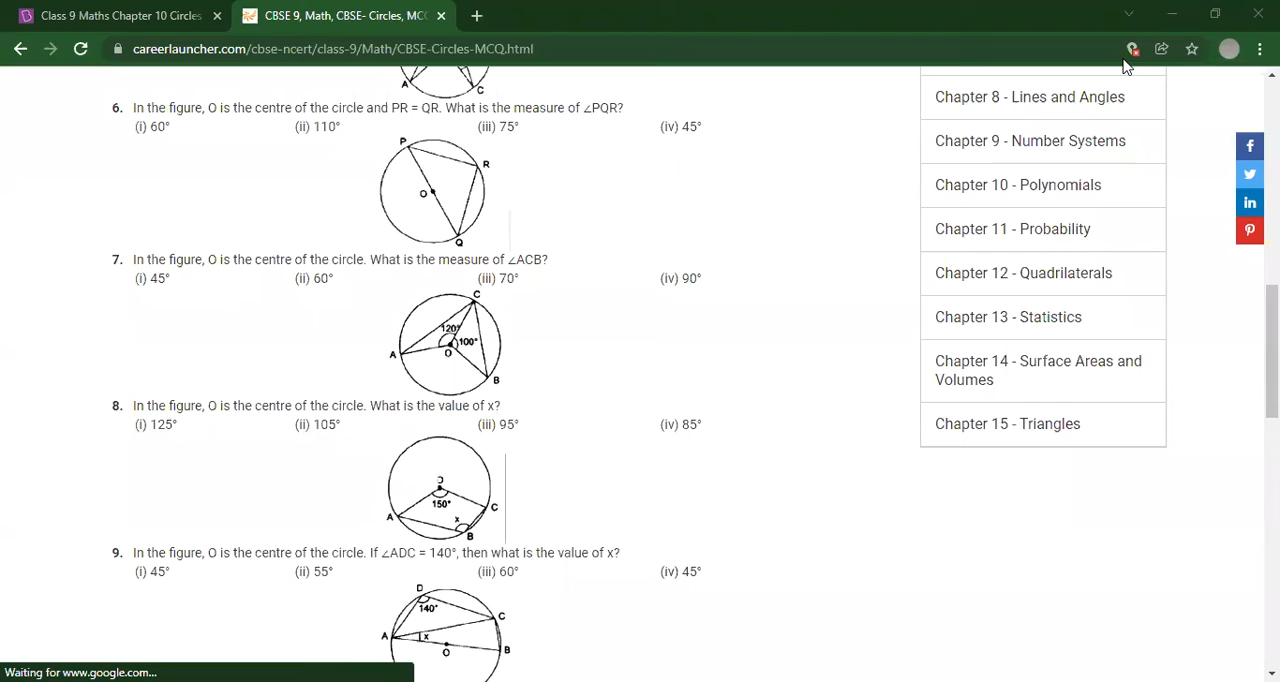 Class 9 Maths Chapter 10 Circles
CBSE 9, Math, CBSE- Circles, MC
careerlauncher.com/cbse-ncert/class-9/Math/CBSE-Circles-MCQ.html
A
C
6. In the figure, O is the centre of the circle and PR = QR. What is the measure of ∠PQR?
(i) 60° (ii) 110° (iii) 75° (iv) 45°
P
R
O
Q
7. In the figure, O is the centre of the circle. What is the measure of ∠ACB?
(i) 45° (ii) 60° (iii) 70° (iv) 90°
C
120°
100°
A
O
B
8. In the figure, O is the centre of the circle. What is the value of x?
(i) 125° (ii) 105° (iii) 95° (iv) 85°
O
150°
C
A
x
B
9. In the figure, O is the centre of the circle. If ∠ADC = 140°, then what is the value of x?
(i) 45° (ii) 55° (iii) 60° (iv) 45°
D
140°
C
A
x
O
B
Chapter 8 - Lines and Angles
Chapter 9 - Number Systems
Chapter 10 - Polynomials
Chapter 11 - Probability
Chapter 12 - Quadrilaterals
Chapter 13 - Statistics
Chapter 14 - Surface Areas and
Volumes
Chapter 15 - Triangles
Waiting for www.google.com...